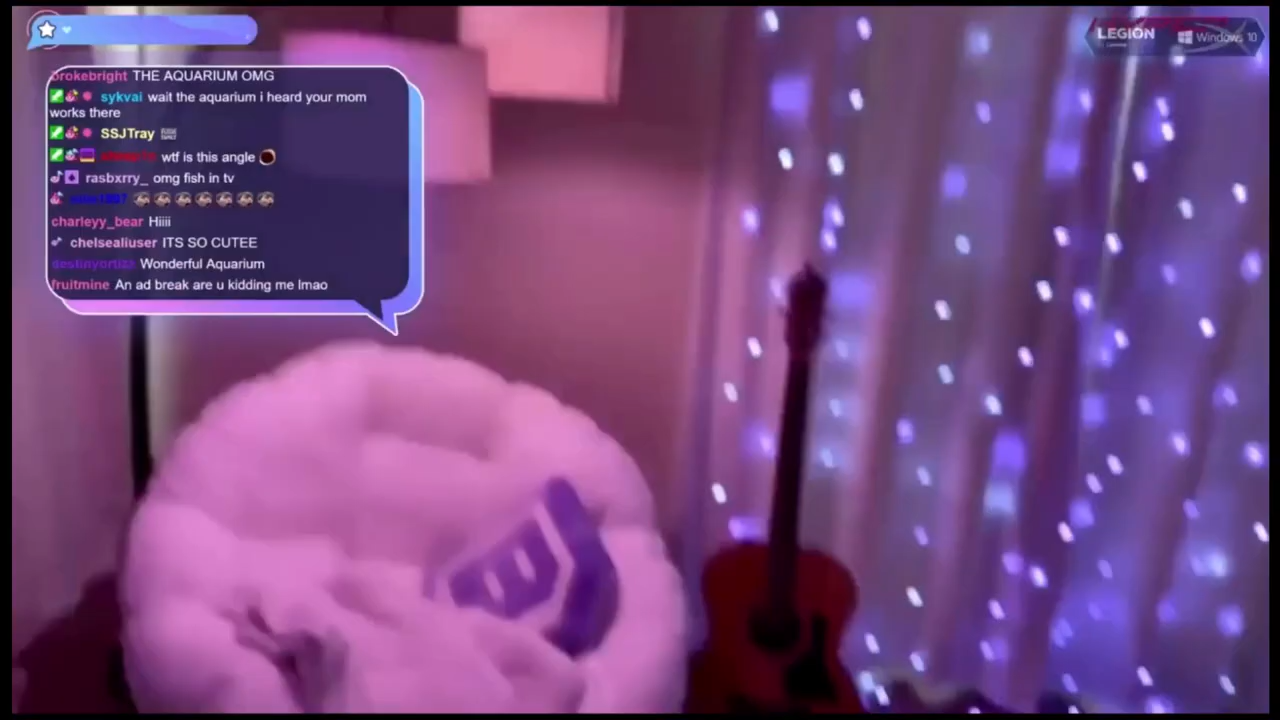 LEGION
Windows 10
brokebright THE AQUARIUM OMG
sykvai wait the aquarium i heard your mom
works there
SSJTray
wtf is this angle
rasbxrry_ omg fish in tv
charleyy_bear Hiiii
chelsealiuser ITS SO CUTEE
Wonderful Aquarium
fruitmine An ad break are u kidding me lmao